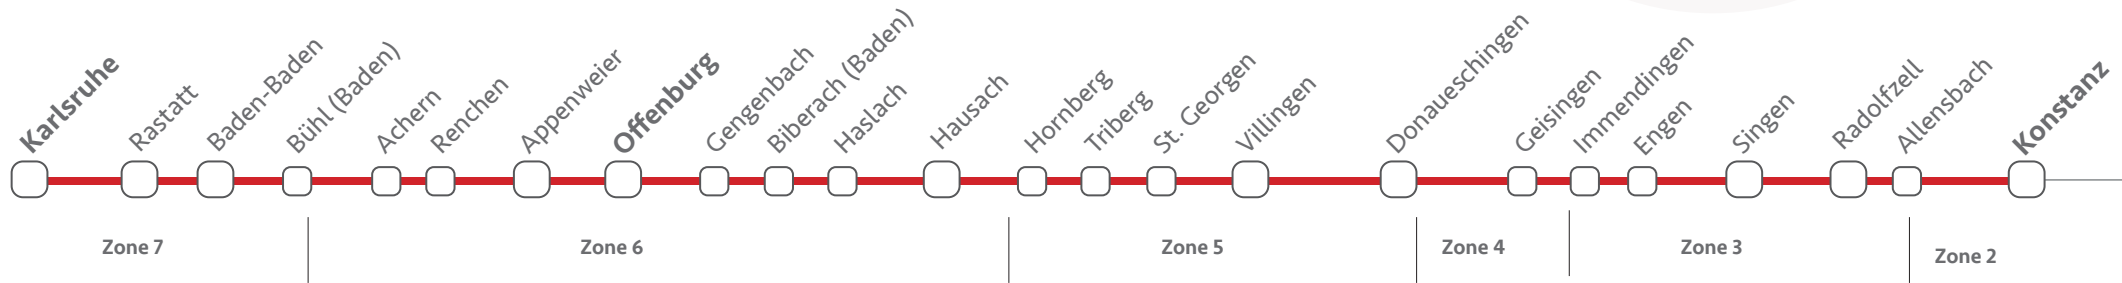 Karlsruhe
Rastatt
Baden-Baden
Bühl (Baden)
Achern
Renchen
Appenweier
Offenburg
Gengenbach
Biberach (Baden)
Haslach
Hausach
Hornberg
Triberg
St. Georgen
Villingen
Donaueschingen
Geisingen
Immendingen
Engen
Singen
Radolfzell
Allensbach
Konstanz
Zone 7
Zone 6
Zone 5
Zone 4
Zone 3
Zone 2